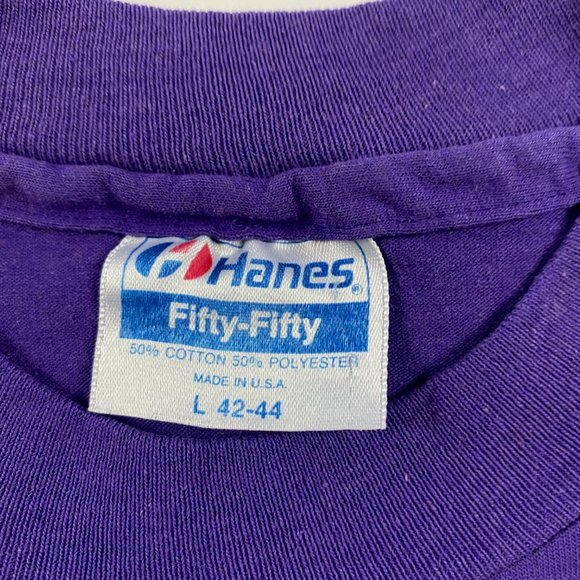 Hanes®
Fifty-Fifty
50% COTTON 50% POLYESTER
MADE IN U.S.A.
L 42-44